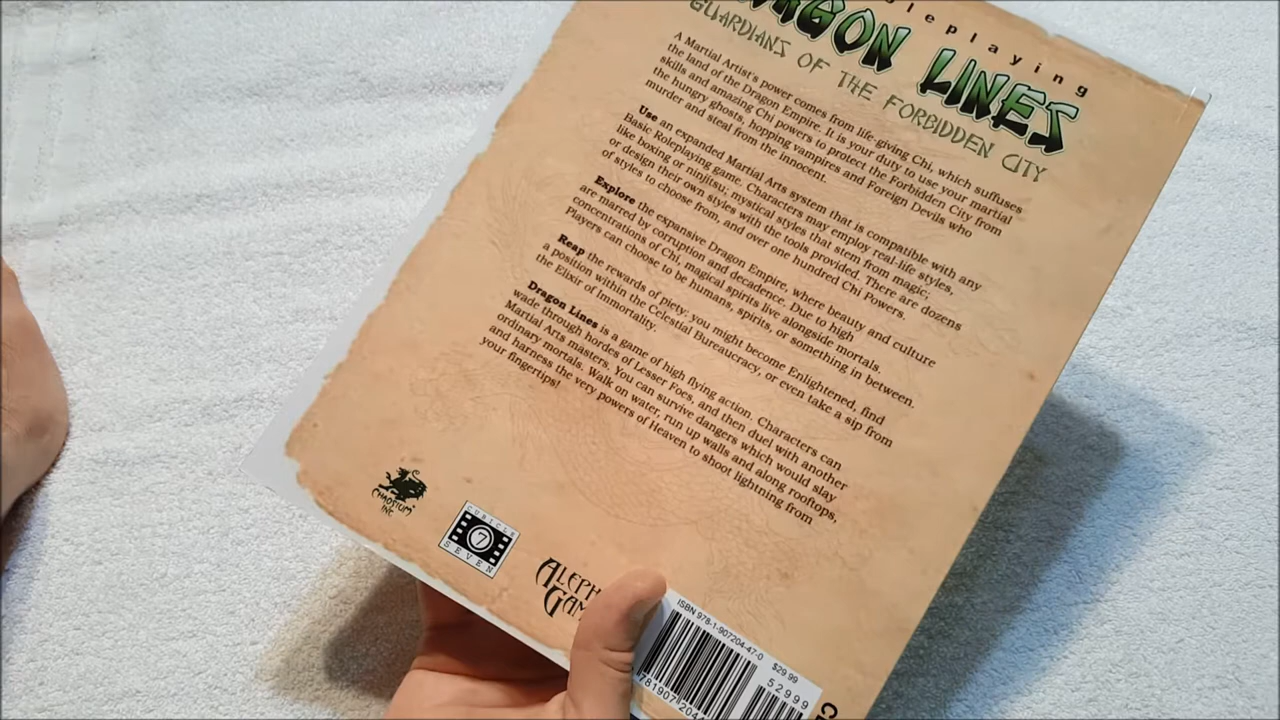 oleplaying
DRAGON LINES
GUARDIANS OF THE FORBIDDEN CITY
A Martial Artist's power comes from life-giving Chi, which suffuses
the land of the Dragon Empire. It is your duty to use your martial
skills and amazing Chi powers to protect the Forbidden City from
the hungry ghosts, hopping vampires and Foreign Devils who
murder and steal from the innocent.
Use an expanded Martial Arts system that is compatible with any
Basic Roleplaying game. Characters may employ real-life styles,
like boxing or ninjitsu; mystical styles that stem from magic;
or design their own styles with the tools provided. There are dozens
of styles to choose from, and over one hundred Chi Powers.
Explore the expansive Dragon Empire, where beauty and culture
are marred by corruption and decadence. Due to high
concentrations of Chi, magical spirits live alongside mortals.
Players can choose to be humans, spirits, or something in between.
Reap the rewards of piety: you might become Enlightened, find
a position within the Celestial Bureaucracy, or even take a sip from
the Elixir of Immortality.
Dragon Lines is a game of high flying action. Characters can
wade through hordes of Lesser Foes, and then duel with another
Martial Arts masters. You can survive dangers which would slay
ordinary mortals. Walk on water, run up walls and along rooftops,
and harness the very powers of Heaven to shoot lightning from
your fingertips!
CHAOSIUM
INC
CUBICLE
7
SEVEN
ALEPH
GAM
ISBN 978-1-907204-47-0 $29.99
52999
781907 204